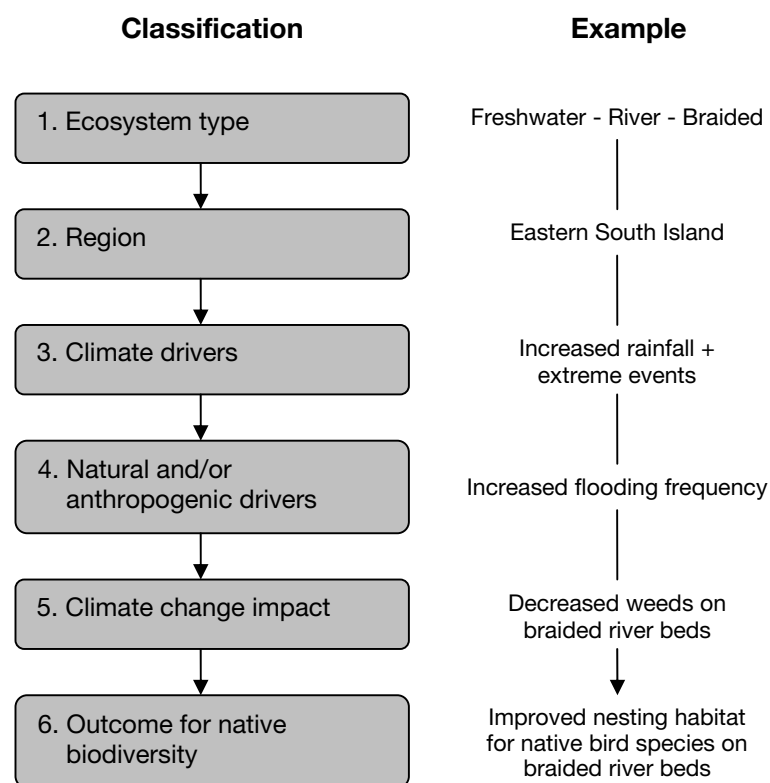 Classification
Example
1. Ecosystem type
Freshwater - River - Braided
2. Region
Eastern South Island
3. Climate drivers
Increased rainfall +
extreme events
4. Natural and/or
anthropogenic drivers
Increased flooding frequency
5. Climate change impact
Decreased weeds on
braided river beds
6. Outcome for native
biodiversity
Improved nesting habitat
for native bird species on
braided river beds